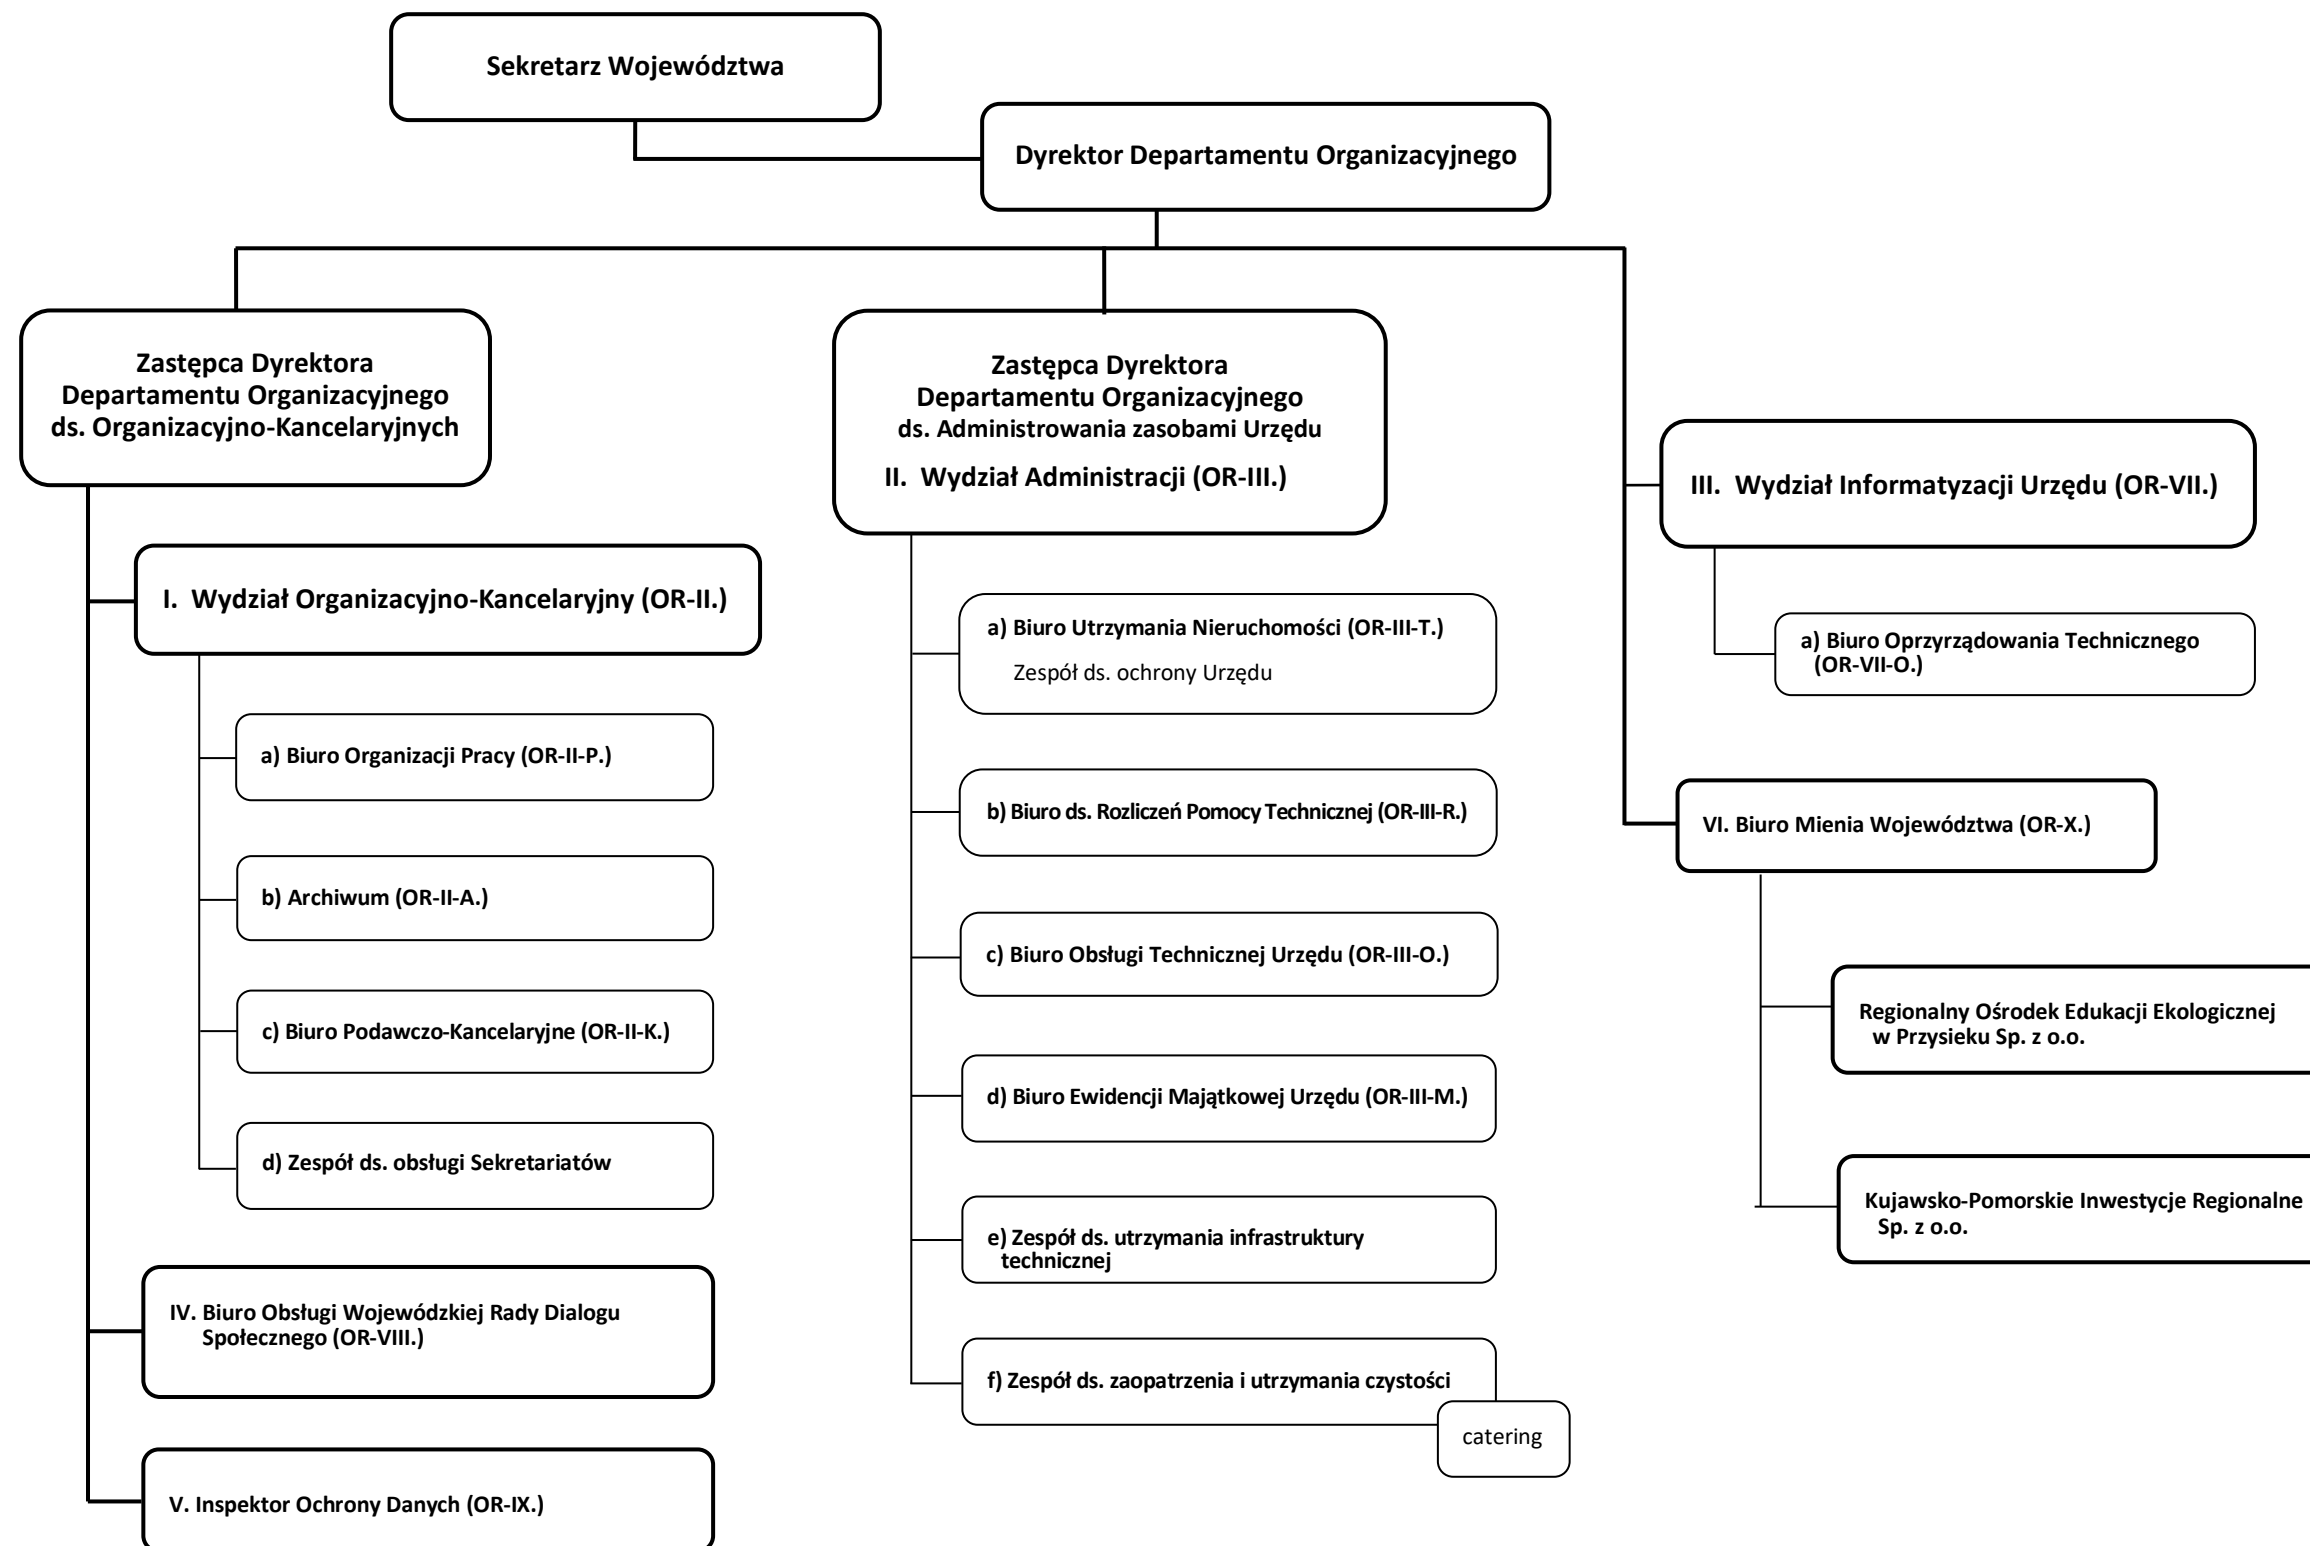 Sekretarz Województwa
Dyrektor Departamentu Organizacyjnego
Zastępca Dyrektora
Departamentu Organizacyjnego
ds. Organizacyjno-Kancelaryjnych
I. Wydział Organizacyjno-Kancelaryjny (OR-II.)
a) Biuro Organizacji Pracy (OR-II-P.)
b) Archiwum (OR-II-A.)
c) Biuro Podawczo-Kancelaryjne (OR-II-K.)
d) Zespół ds. obsługi Sekretariatów
IV. Biuro Obsługi Wojewódzkiej Rady Dialogu
Społecznego (OR-VIII.)
V. Inspektor Ochrony Danych (OR-IX.)
Zastępca Dyrektora
Departamentu Organizacyjnego
ds. Administrowania zasobami Urzędu
II. Wydział Administracji (OR-III.)
a) Biuro Utrzymania Nieruchomości (OR-III-T.)
Zespół ds. ochrony Urzędu
b) Biuro ds. Rozliczeń Pomocy Technicznej (OR-III-R.)
c) Biuro Obsługi Technicznej Urzędu (OR-III-O.)
d) Biuro Ewidencji Majątkowej Urzędu (OR-III-M.)
e) Zespół ds. utrzymania infrastruktury
technicznej
f) Zespół ds. zaopatrzenia i utrzymania czystości
catering
III. Wydział Informatyzacji Urzędu (OR-VII.)
a) Biuro Oprzyrządowania Technicznego
(OR-VII-O.)
VI. Biuro Mienia Województwa (OR-X.)
Regionalny Ośrodek Edukacji Ekologicznej
w Przysieku Sp. z o.o.
Kujawsko-Pomorskie Inwestycje Regionalne
Sp. z o.o.